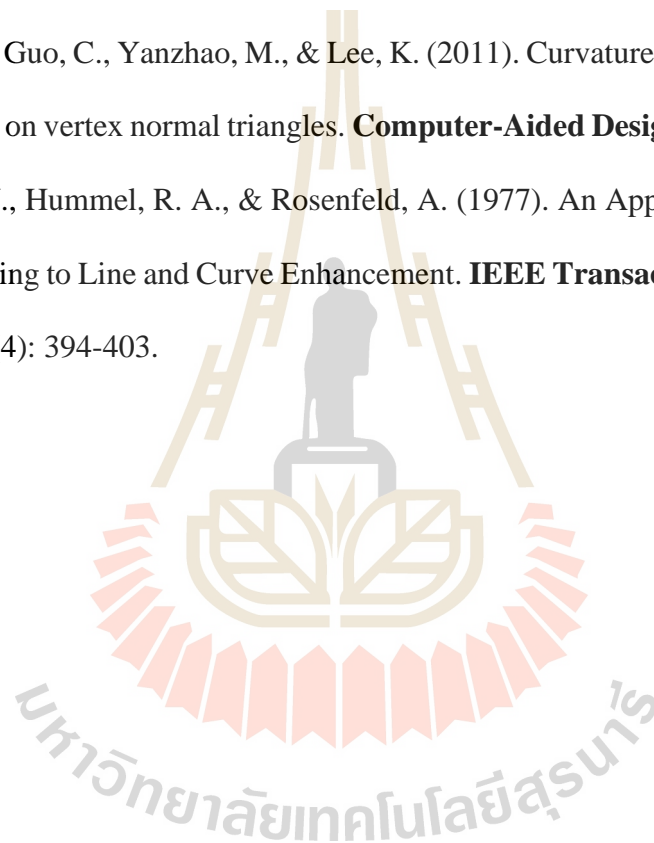 Guo, C., Yanzhao, M., & Lee, K. (2011). Curvature
on vertex normal triangles. Computer-Aided Desig
., Hummel, R. A., & Rosenfeld, A. (1977). An App
ing to Line and Curve Enhancement. IEEE Transac
4): 394-403.
มหาวิทยาลัยเทคโนโลยีสุรนารี